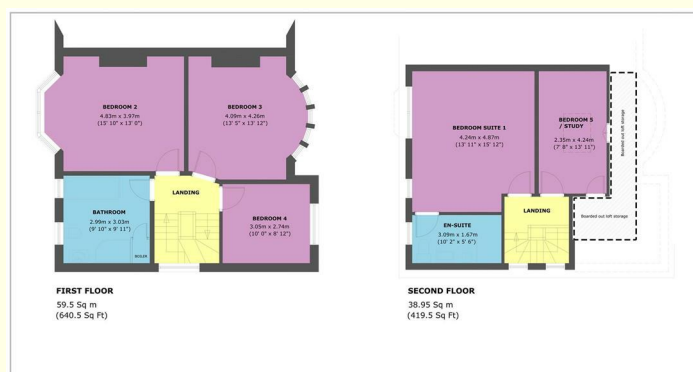 BEDROOM 2
4.83m x 3.97m
(15' 10" x 13' 0")
BEDROOM 3
4.09m x 4.26m
(13' 5" x 13' 12")
LANDING
BATHROOM
2.99m x 3.03m
(9' 10" x 9' 11")
BOILER
BEDROOM 4
3.05m x 2.74m
(10' 0" x 8' 12")
FIRST FLOOR
59.5 Sq m
(640.5 Sq Ft)
BEDROOM SUITE 1
4.24m x 4.87m
(13' 11" x 15' 12")
BEDROOM 5
/ STUDY
2.35m x 4.24m
(7' 8" x 13' 11")
Boarded out loft storage
Boarded out loft storage
LANDING
EN-SUITE
3.09m x 1.67m
(10' 2" x 5' 6")
SECOND FLOOR
38.95 Sq m
(419.5 Sq Ft)